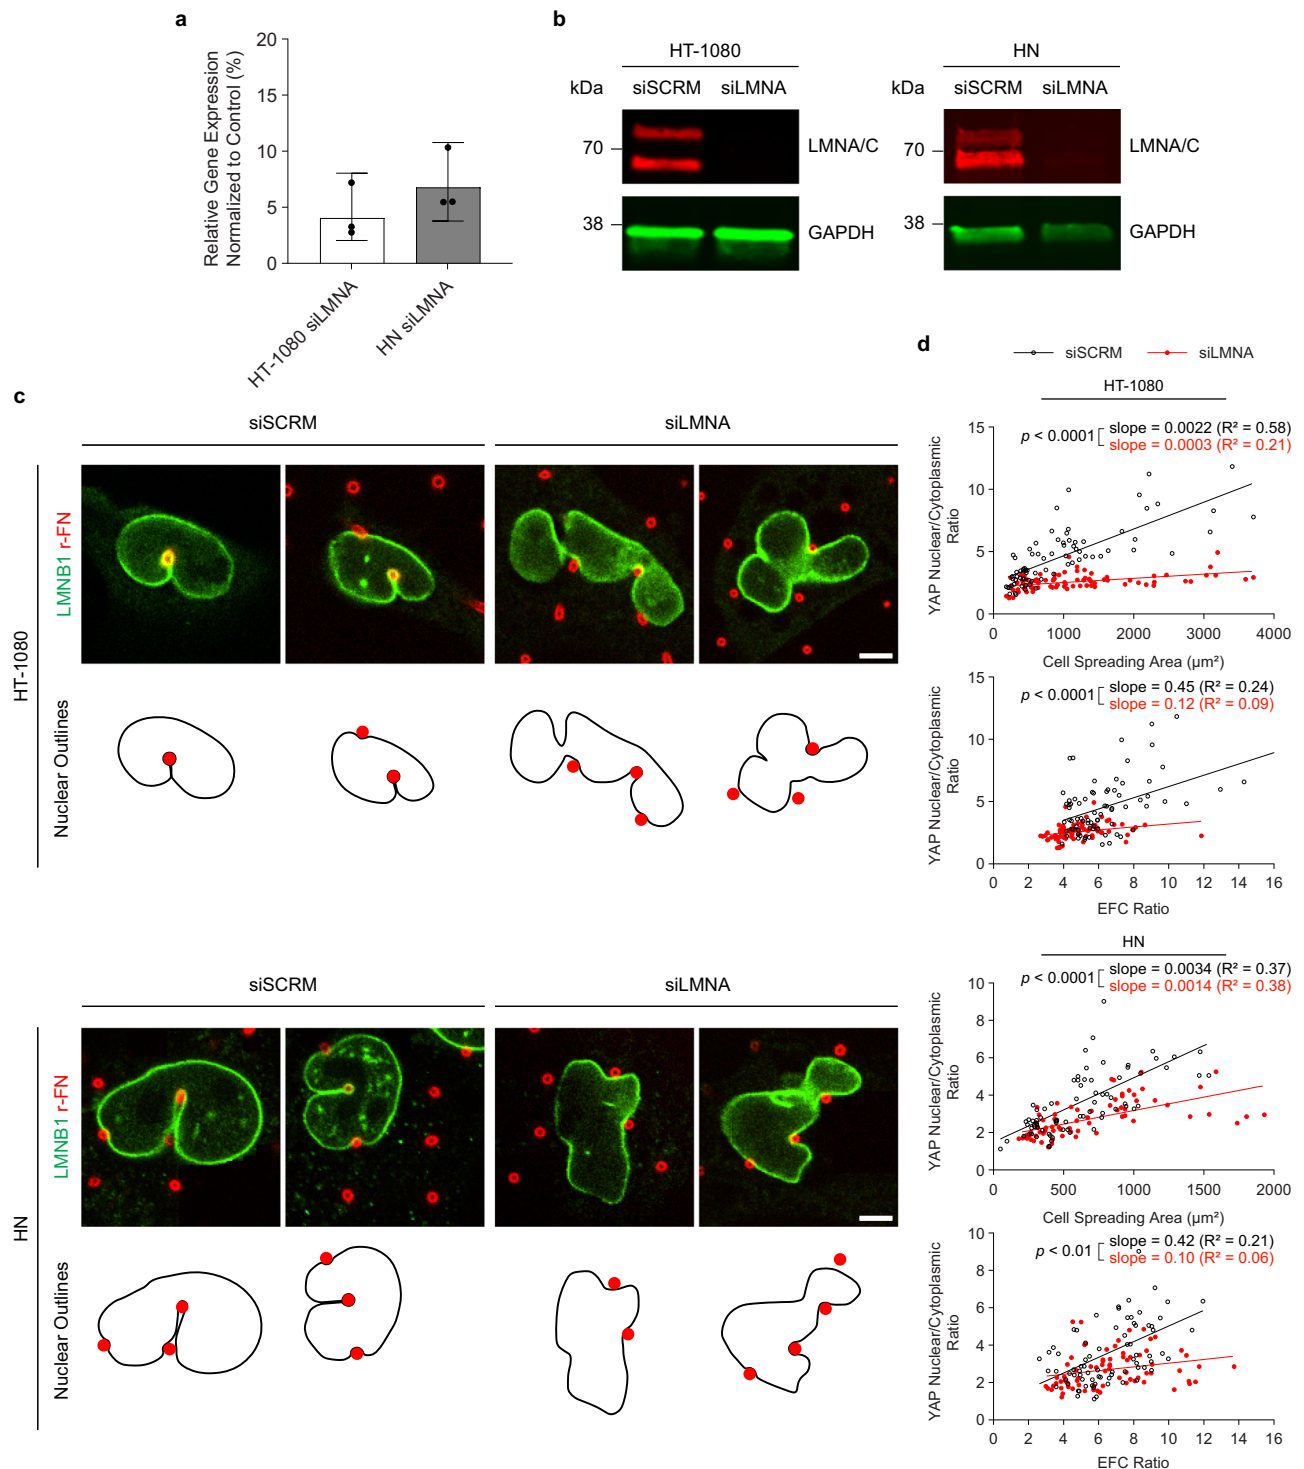 a
Relative Gene Expression
Normalized to Control (%)
20
15
10
5
0
HT-1080 siLMNA
HN siLMNA
b
HT-1080
kDa
siSCRM
siLMNA
70
LMNA/C
38
GAPDH
HN
kDa
siSCRM
siLMNA
70
LMNA/C
38
GAPDH
c
siSCRM
siLMNA
HT-1080
LMNB1 r-FN
Nuclear Outlines
siSCRM
siLMNA
HN
LMNB1 r-FN
Nuclear Outlines
d
siSCRM
siLMNA
HT-1080
p < 0.0001
slope = 0.0022 (R² = 0.58)
slope = 0.0003 (R² = 0.21)
YAP Nuclear/Cytoplasmic
Ratio
15
10
5
0
0 1000 2000 3000 4000
Cell Spreading Area (µm²)
p < 0.0001
slope = 0.45 (R² = 0.24)
slope = 0.12 (R² = 0.09)
YAP Nuclear/Cytoplasmic
Ratio
15
10
5
0
0 2 4 6 8 10 12 14 16
EFC Ratio
HN
p < 0.0001
slope = 0.0034 (R² = 0.37)
slope = 0.0014 (R² = 0.38)
YAP Nuclear/Cytoplasmic
Ratio
10
8
6
4
2
0
0 500 1000 1500 2000
Cell Spreading Area (µm²)
p < 0.01
slope = 0.42 (R² = 0.21)
slope = 0.10 (R² = 0.06)
YAP Nuclear/Cytoplasmic
Ratio
10
8
6
4
2
0
0 2 4 6 8 10 12 14 16
EFC Ratio